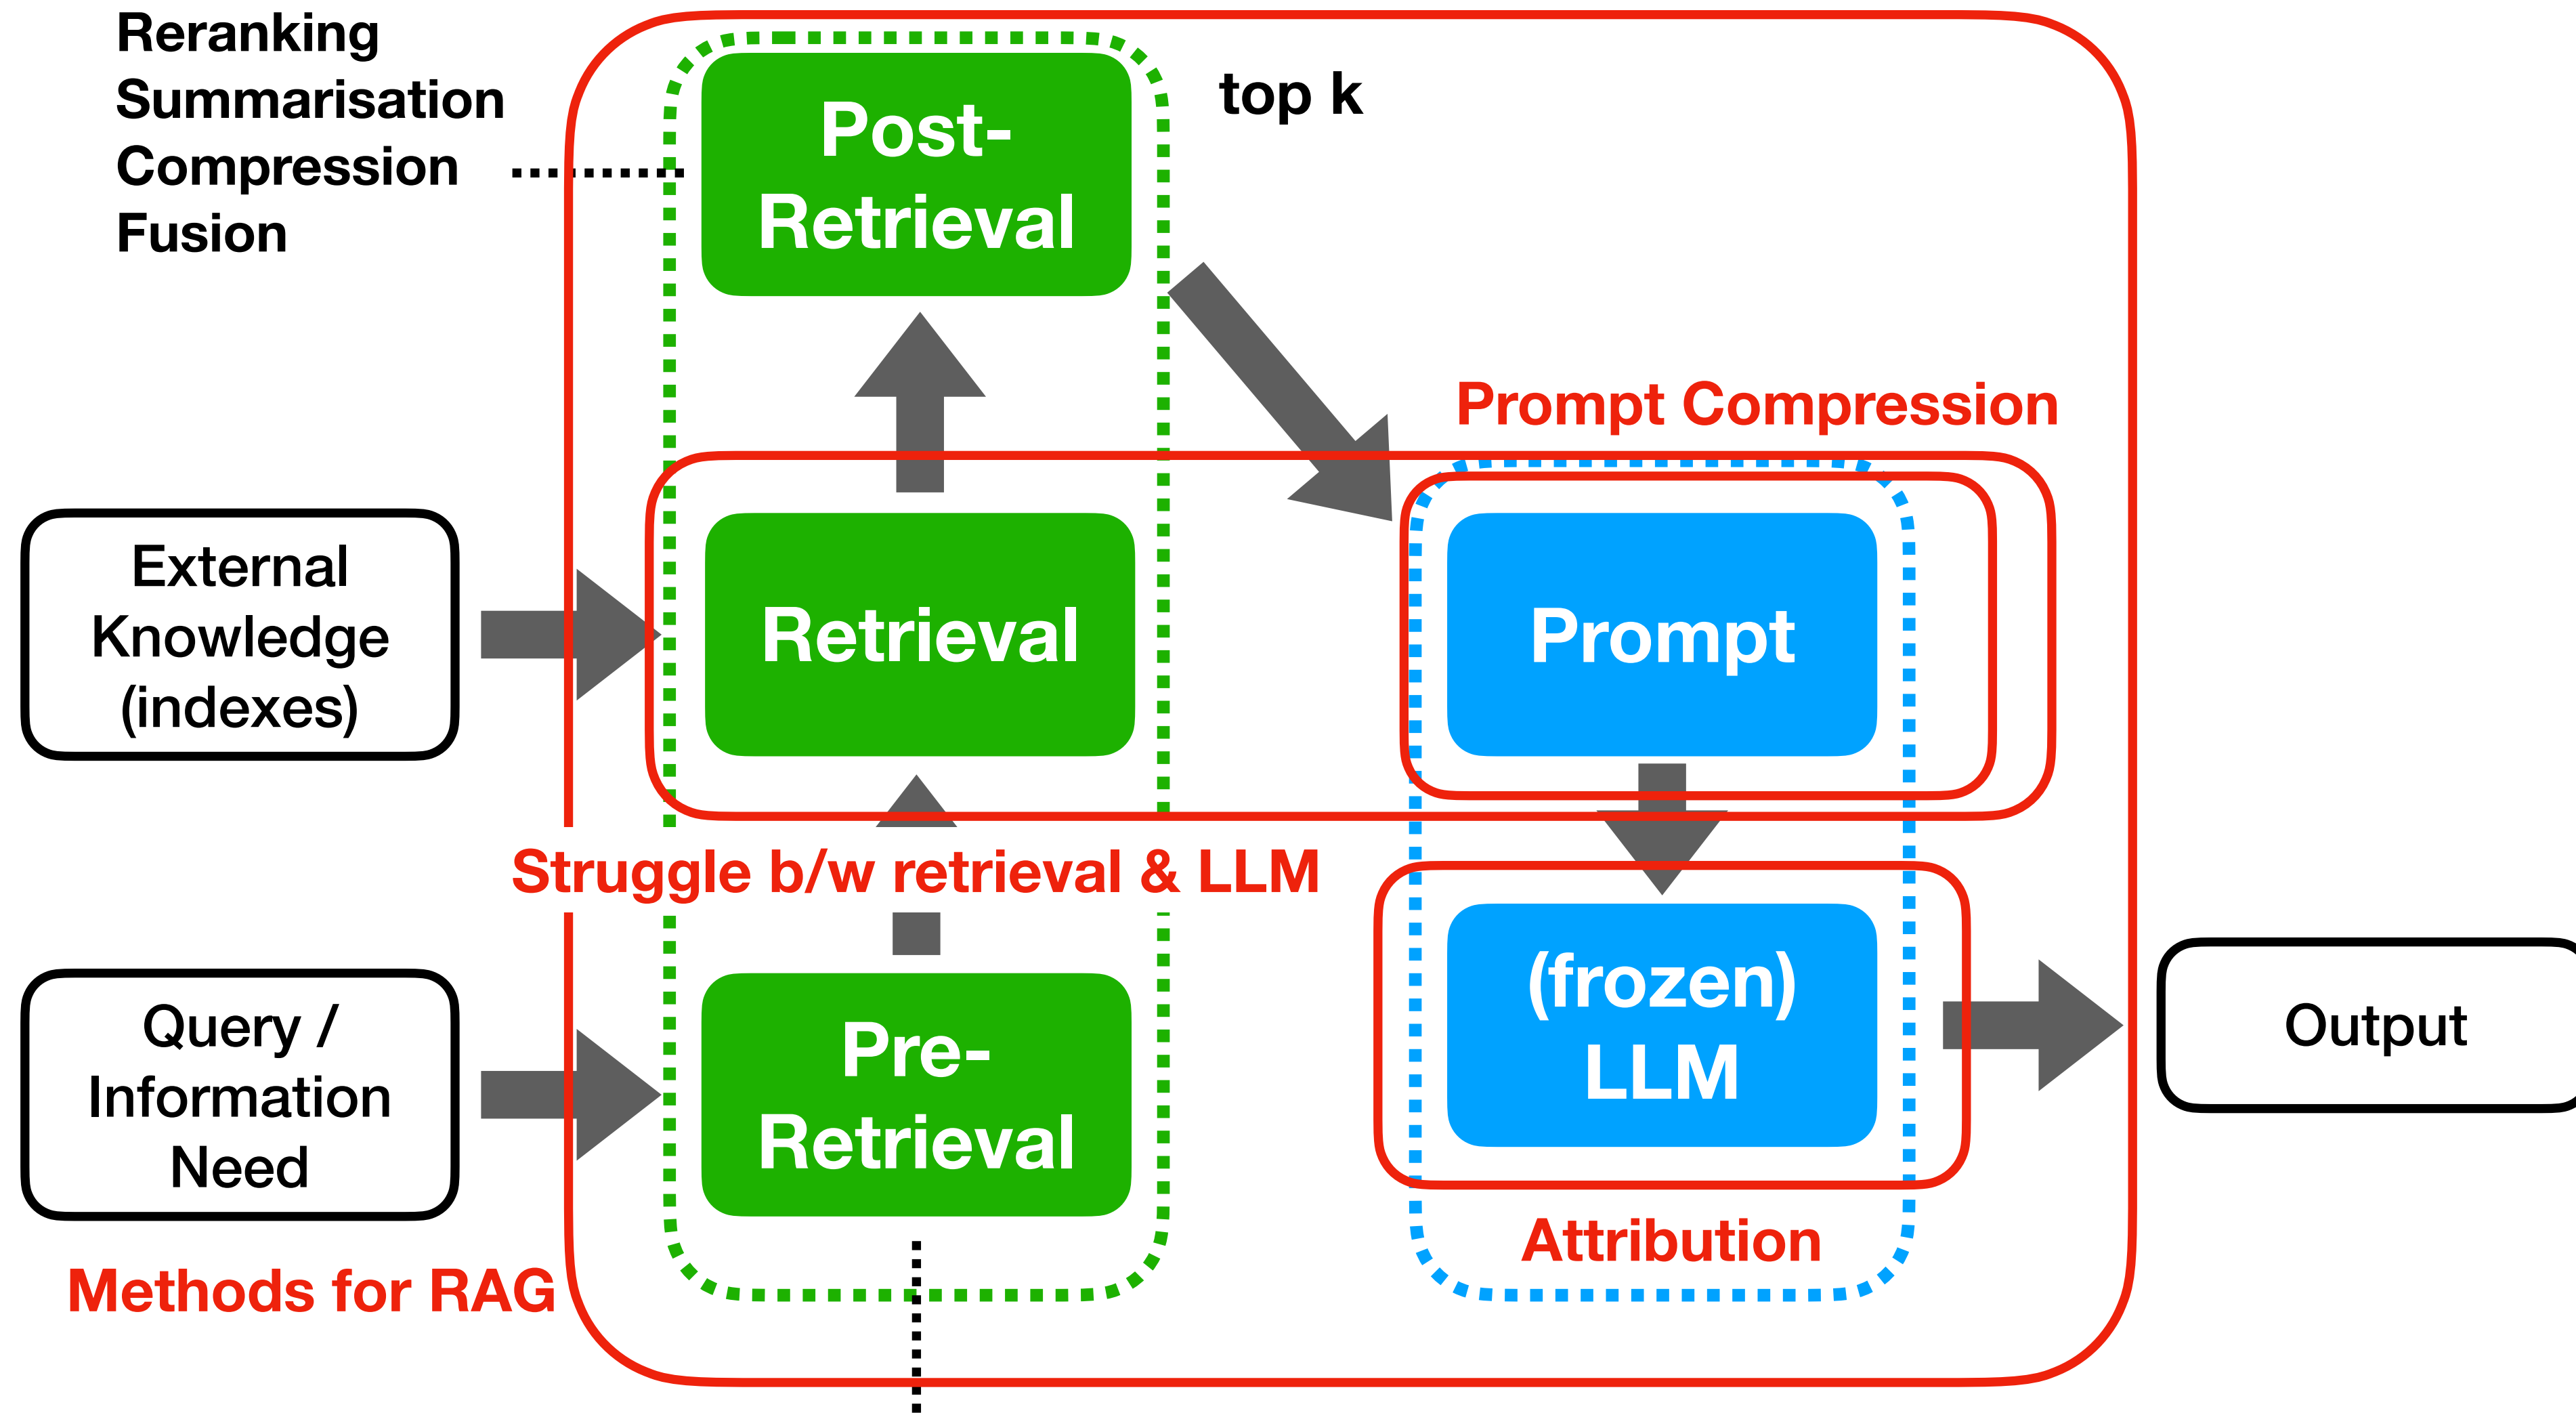 Reranking
Summarisation
Compression
Fusion
Post-
Retrieval
top k
Prompt Compression
External
Knowledge
(indexes)
Retrieval
Prompt
Struggle b/w retrieval & LLM
Query /
Information
Need
Pre-
Retrieval
(frozen)
LLM
Output
Attribution
Methods for RAG